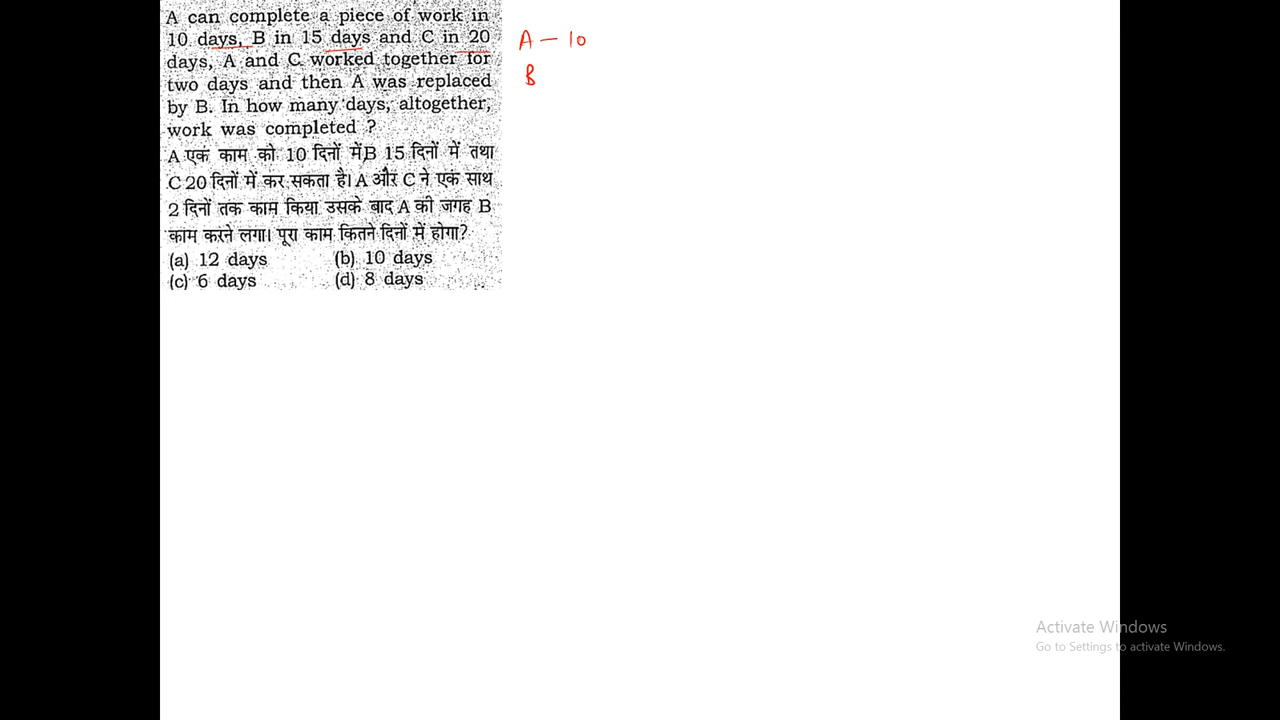 A can complete a piece of work in
10 days, B in 15 days and C in 20
days, A and C worked together for
two days and then A was replaced
by B. In how many days, altogether,
work was completed ?
A एक काम को 10 दिनों में,B 15 दिनों में तथा
C 20 दिनों में कर सकता है। A और C ने एक साथ
2 दिनों तक काम किया उसके बाद A की जगह B
काम करने लगा। पूरा काम कितने दिनों में होगा?
(a) 12 days (b) 10 days
(c) 6 days (d) 8 days
A — 10
B
Activate Windows
Go to Settings to activate Windows.